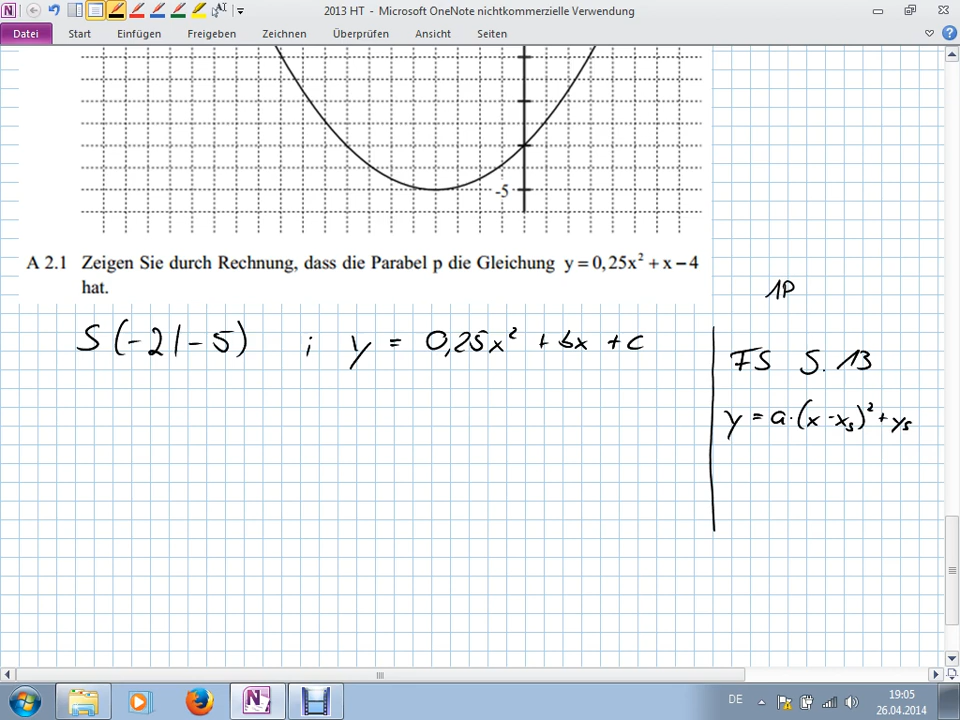 2013 HT - Microsoft OneNote nichtkommerzielle Verwendung
Datei Start Einfügen Freigeben Zeichnen Überprüfen Ansicht Seiten
-5
A 2.1 Zeigen Sie durch Rechnung, dass die Parabel p die Gleichung y = 0,25x² + x – 4
hat.
1P
S (-2 | -5) ; y = 0,25x² + bx + c
FS S. 13
y = a · (x - xₛ)² + yₛ
DE 19:05
26.04.2014